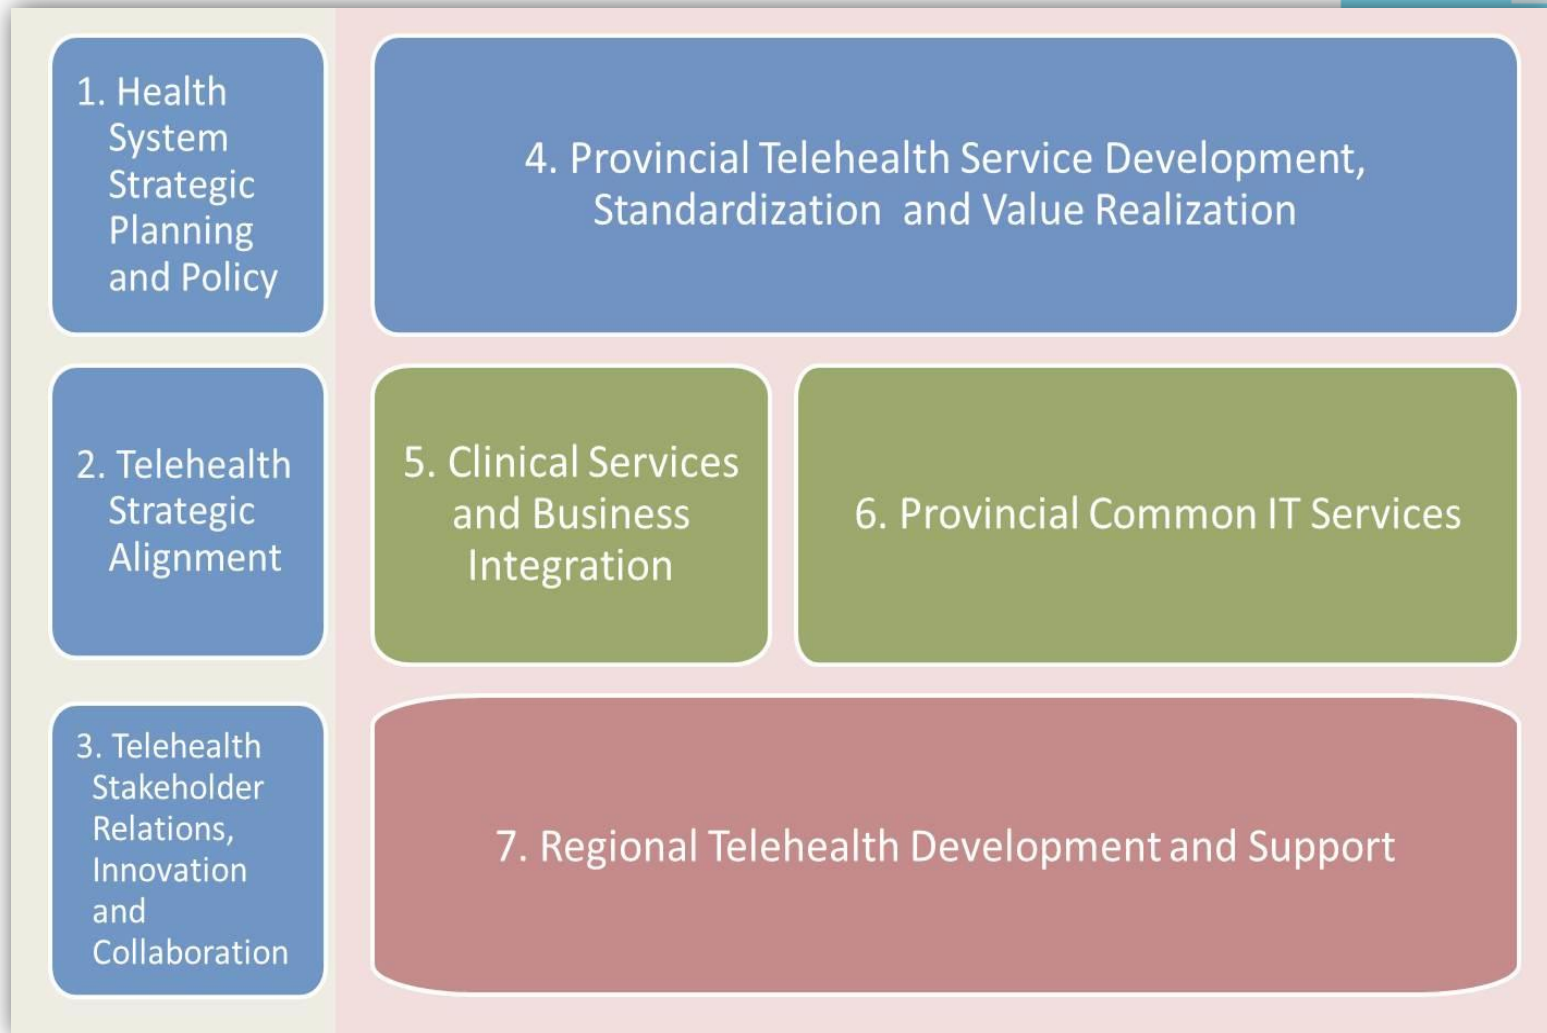 1. Health
System
Strategic
Planning
and Policy
2. Telehealth
Strategic
Alignment
3. Telehealth
Stakeholder
Relations,
Innovation
and
Collaboration
4. Provincial Telehealth Service Development,
Standardization and Value Realization
5. Clinical Services
and Business
Integration
6. Provincial Common IT Services
7. Regional Telehealth Development and Support